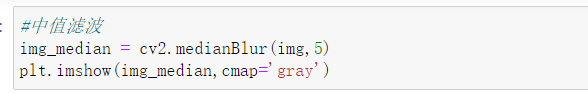 #中值滤波
img_median = cv2.medianBlur(img,5)
plt.imshow(img_median,cmap='gray')